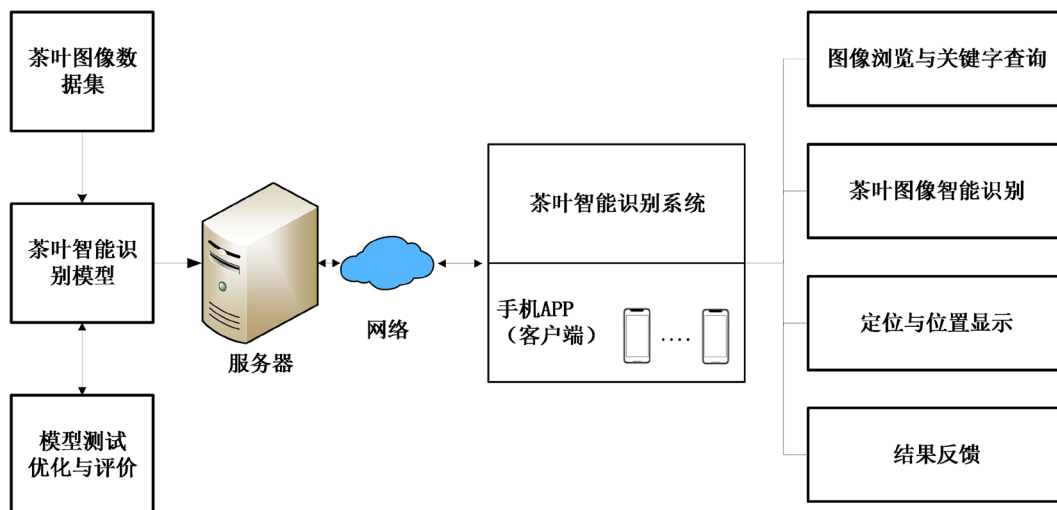 茶叶图像数
据集
茶叶智能识
别模型
模型测试
优化与评价
服务器
网络
茶叶智能识别系统
手机APP
（客户端）
....
图像浏览与关键字查询
茶叶图像智能识别
定位与位置显示
结果反馈